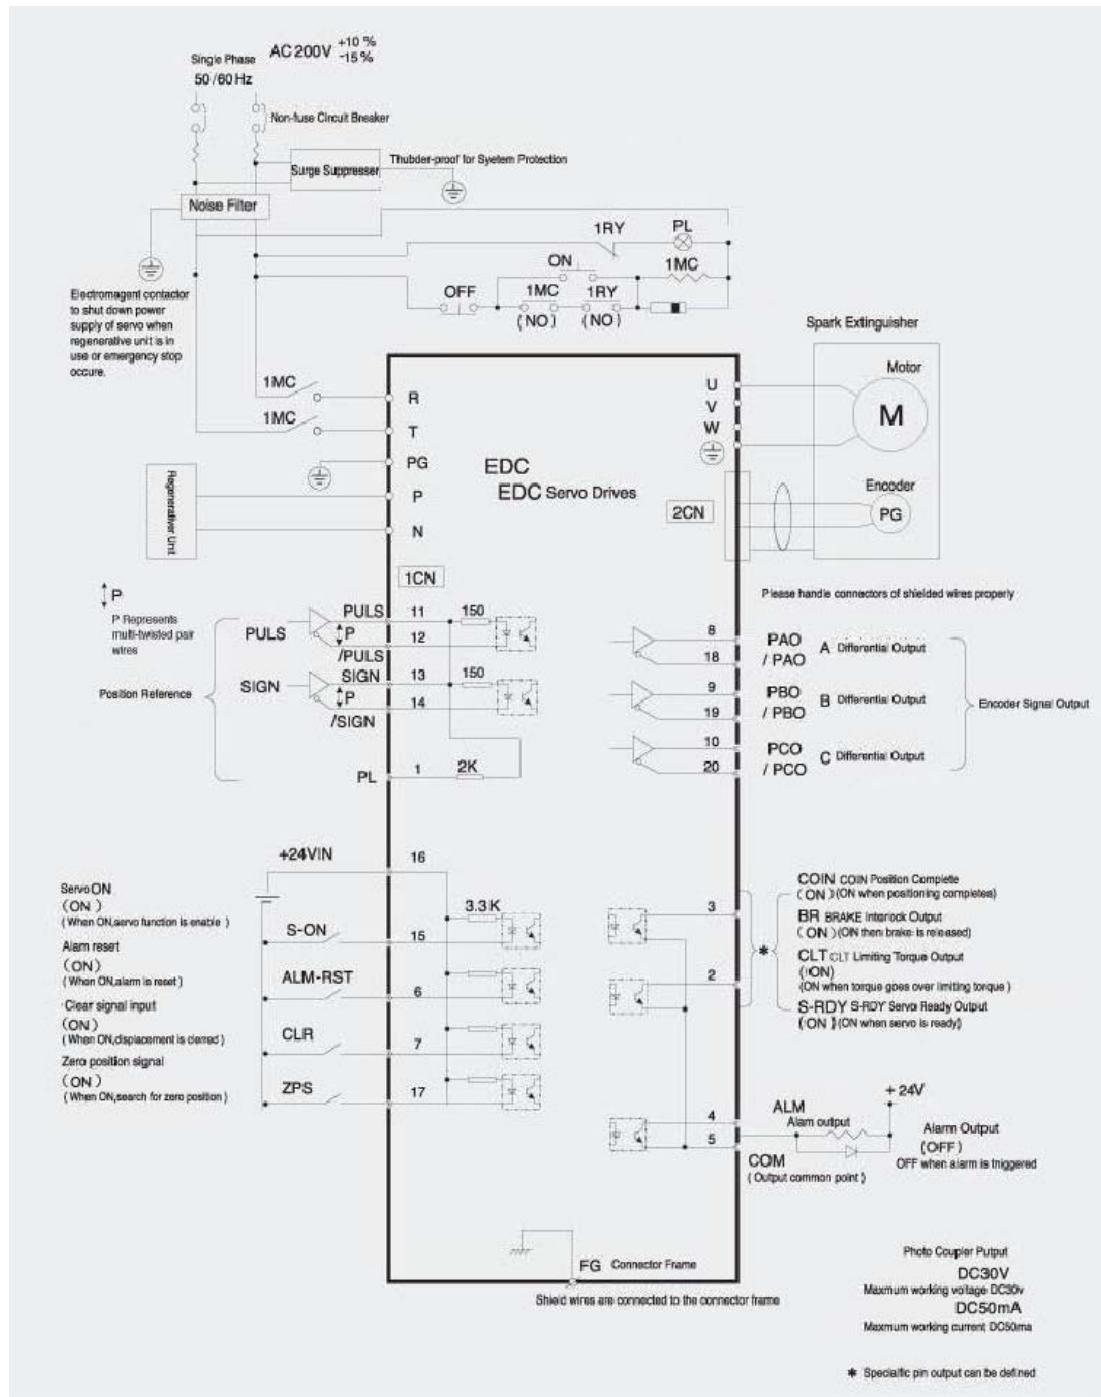 Single Phase
50/60Hz
AC200V +10% -15%
Non-fuse Circuit Breaker
Thubder-proof for Syetem Protection
Surge Suppresser
Noise Filter
1RY
PL
ON
1MC
OFF
1MC
(NO)
1RY
(NO)
Electromagent contactor
to shut down power
supply of servo when
regenerative unit is in
use or emergency stop
occure.
Spark Extinguisher
Motor
M
Encoder
PG
1MC
1MC
R
T
PG
P
N
U
V
W
EDC
EDC Servo Drives
2CN
Regenerativer Unit
1CN
Please handle connectors of shielded wires properly
P
P Represents
multi-twisted pair
wires
Position Reference
PULS
PULS
P
/PULS
11
12
150
SIGN
SIGN
P
/SIGN
13
14
150
PL
1
2K
8
18
PAO
/ PAO
A Differential Output
9
19
PBO
/ PBO
B Differential Output
10
20
PCO
/ PCO
C Differential Output
Encoder Signal Output
+24VIN
16
3.3K
Servo ON
(ON)
(When ON,servo function is enable)
S-ON
15
Alam reset
(ON)
(When ON,alarm is reset)
ALM-RST
6
Clear signal input
(ON)
(When ON,displacement is clerred)
CLR
7
Zero position signal
(ON)
(When ON,search for zero position)
ZPS
17
3
2
4
5
*
COIN COIN Position Complete
(ON)(ON when positioning completes)
BR BRAKE Interlock Output
(ON)(ON then brake is released)
CLT CLT Limiting Torque Output
(ON)
(ON when torque goes over limiting torque)
S-RDY S-RDY Servo Ready Output
(ON)(ON when servo is ready)
ALM
Alam output
+24V
COM
(Output common point)
Alarm Output
(OFF)
OFF when alarm is triggered
FG Connector Frame
Shield wires are connected to the connector frame
Photo Coupler Putput
DC30V
Maxmum working voltage DC30v
DC50mA
Maxmum working current DC50ma
* Specialtic pin output can be defined